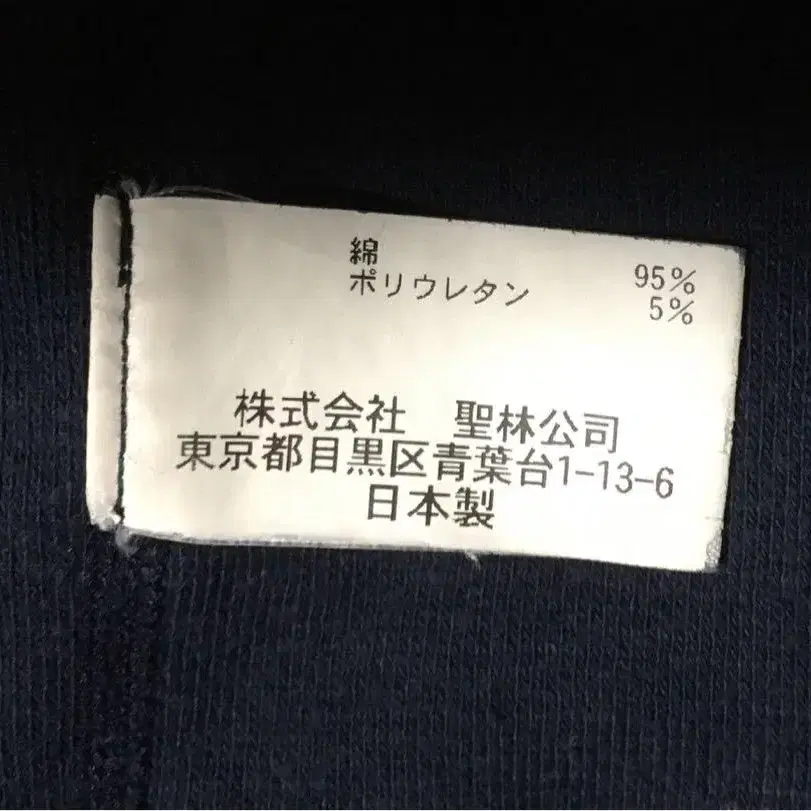 綿 95%
ポリウレタン 5%
株式会社 聖林公司
東京都目黒区青葉台1-13-6
日本製